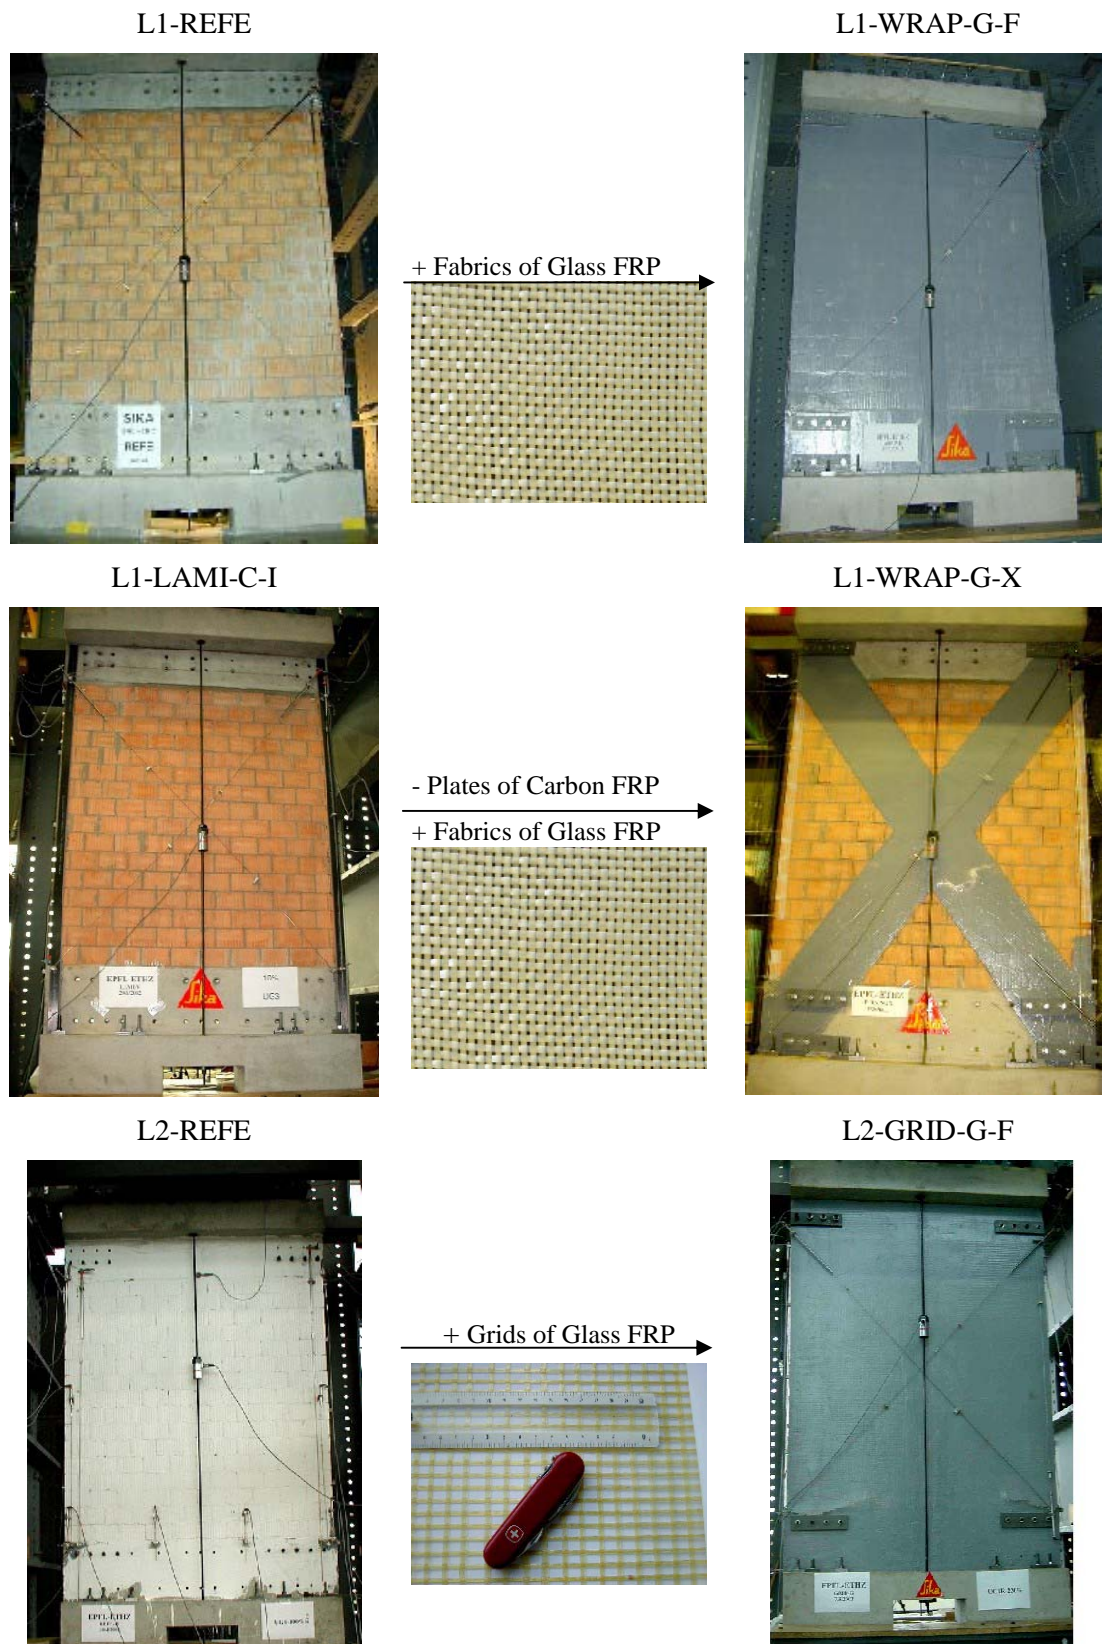 L1-REFE
L1-WRAP-G-F
SIKA
REFE
+ Fabrics of Glass FRP
Sika
L1-LAMI-C-I
L1-WRAP-G-X
- Plates of Carbon FRP
+ Fabrics of Glass FRP
EPFL-ETHZ
Sika
EPFL-ETHZ
L2-REFE
L2-GRID-G-F
+ Grids of Glass FRP
EPFL-ETHZ
EPFL-ETHZ
Sika